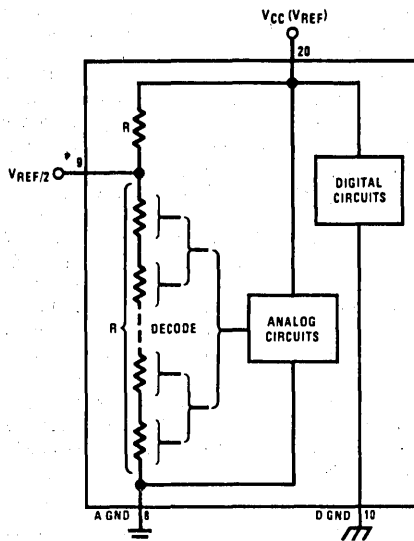 VCC (VREF)
20
R
* 9
VREF/2
DIGITAL
CIRCUITS
R
DECODE
ANALOG
CIRCUITS
A GND 8
D GND 10